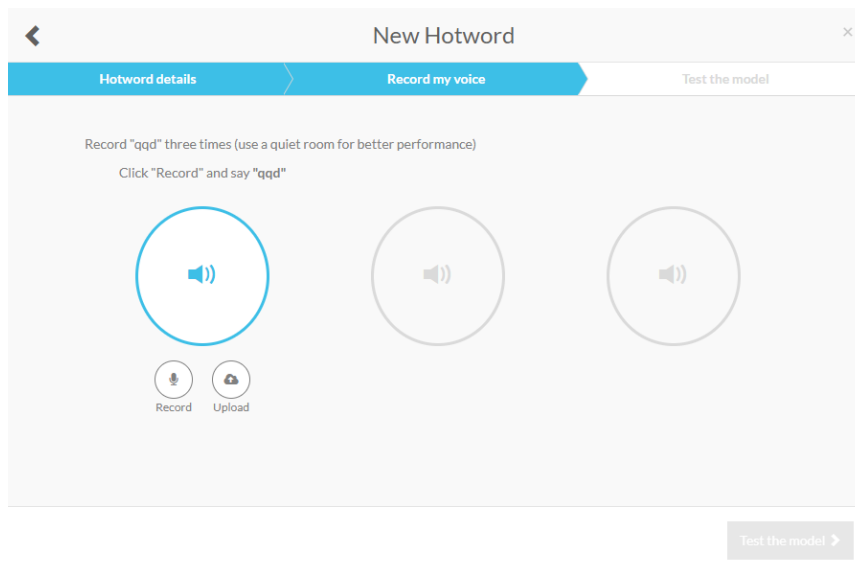 New Hotword
×
Hotword details
Record my voice
Test the model
Record "qqd" three times (use a quiet room for better performance)
Click "Record" and say "qqd"
Record
Upload
Test the model